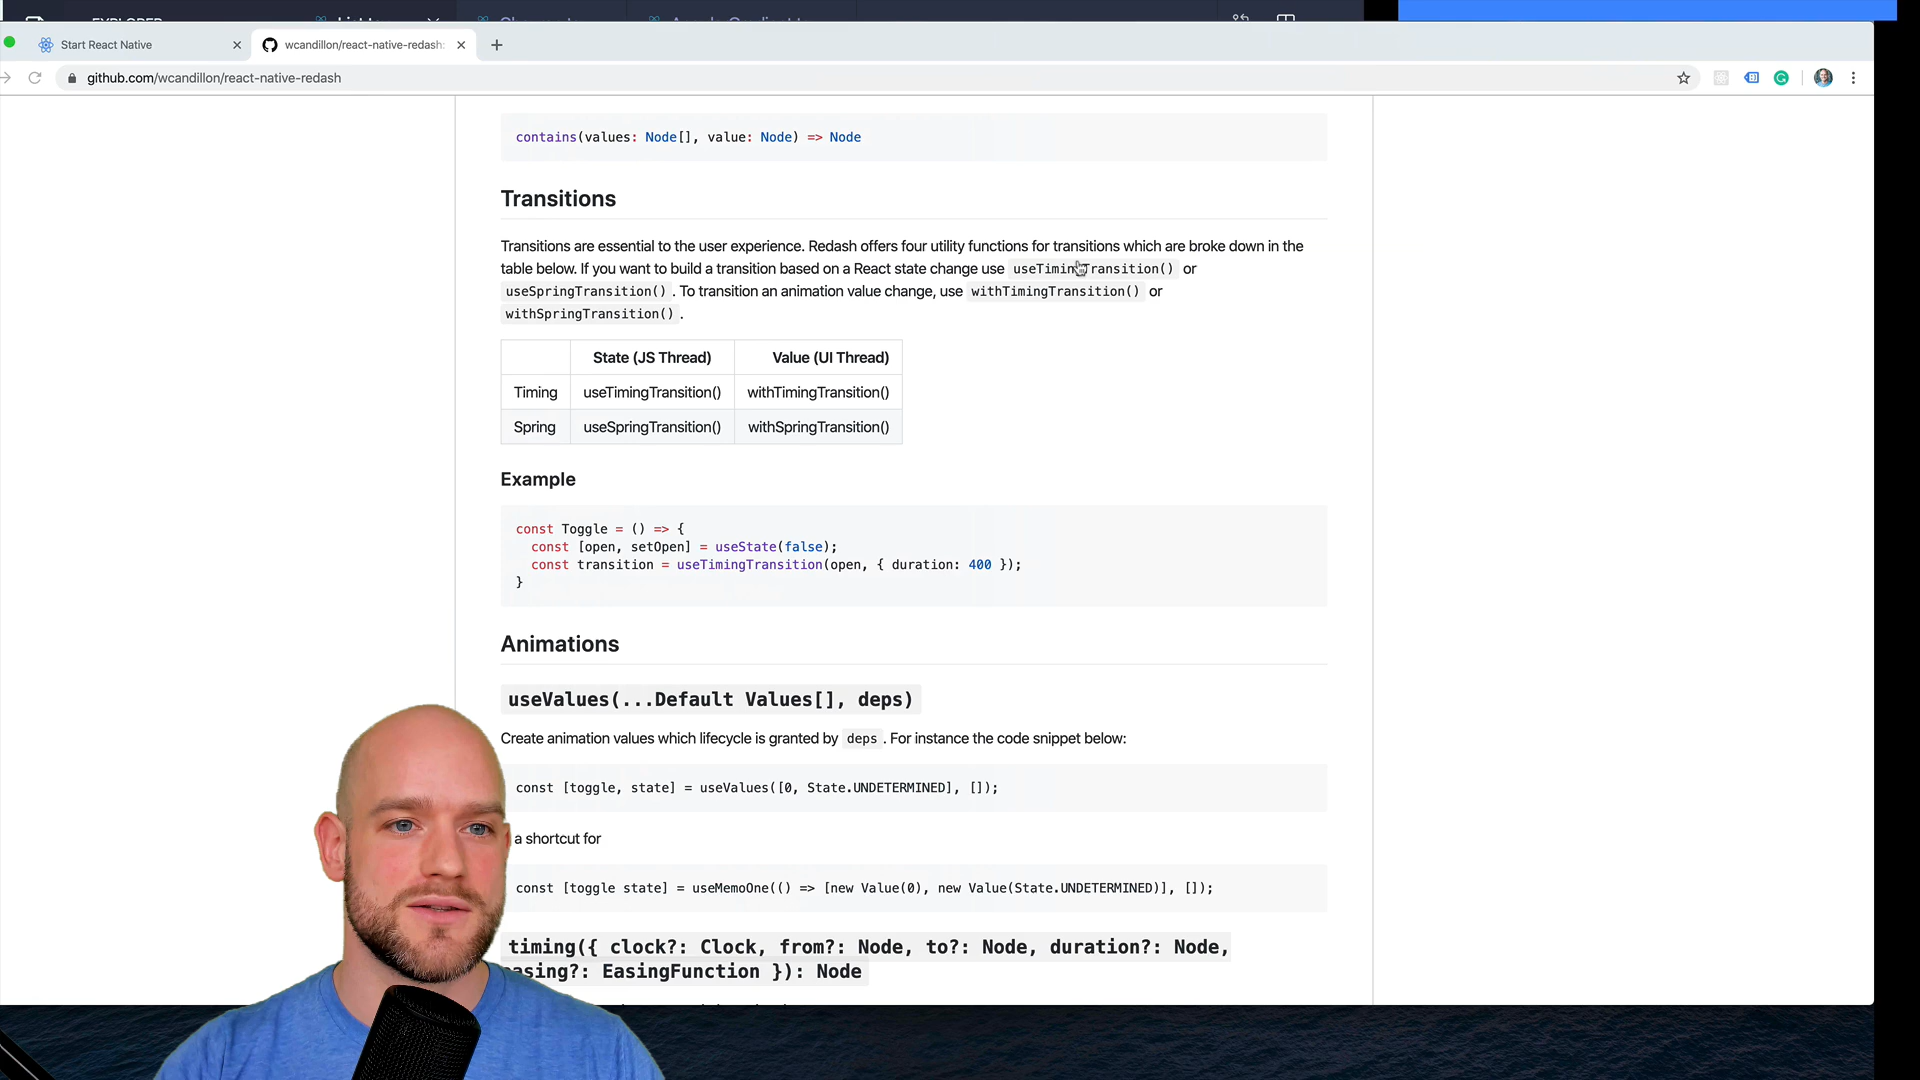 EXPLORER
Start React Native
wcandillon/react-native-redash:
github.com/wcandillon/react-native-redash
contains(values: Node[], value: Node) => Node
Transitions
Transitions are essential to the user experience. Redash offers four utility functions for transitions which are broke down in the
table below. If you want to build a transition based on a React state change use useTimingTransition() or
useSpringTransition() . To transition an animation value change, use withTimingTransition() or
withSpringTransition() .
State (JS Thread) Value (UI Thread)
Timing useTimingTransition() withTimingTransition()
Spring useSpringTransition() withSpringTransition()
Example
const Toggle = () => {
const [open, setOpen] = useState(false);
const transition = useTimingTransition(open, { duration: 400 });
}
Animations
useValues(...Default Values[], deps)
Create animation values which lifecycle is granted by deps . For instance the code snippet below:
const [toggle, state] = useValues([0, State.UNDETERMINED], []);
a shortcut for
const [toggle state] = useMemoOne(() => [new Value(0), new Value(State.UNDETERMINED)], []);
timing({ clock?: Clock, from?: Node, to?: Node, duration?: Node,
easing?: EasingFunction }): Node